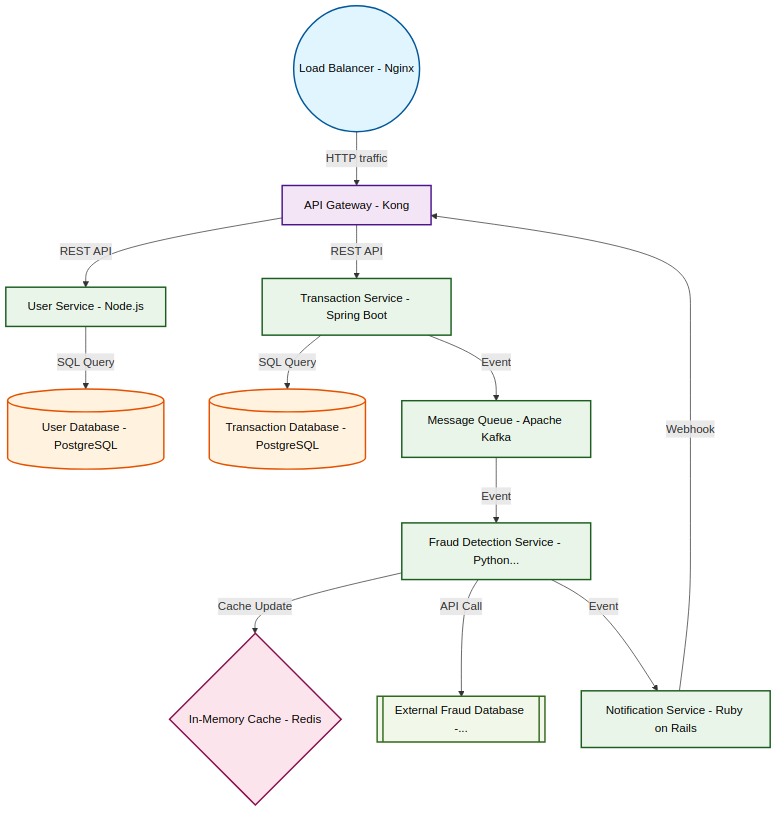 Load Balancer - Nginx
HTTP traffic
API Gateway - Kong
REST API
REST API
User Service - Node.js
Transaction Service -
Spring Boot
SQL Query
SQL Query
Event
User Database -
PostgreSQL
Transaction Database -
PostgreSQL
Message Queue - Apache
Kafka
Webhook
Event
Fraud Detection Service -
Python...
Cache Update
API Call
Event
In-Memory Cache - Redis
External Fraud Database
-...
Notification Service - Ruby
on Rails